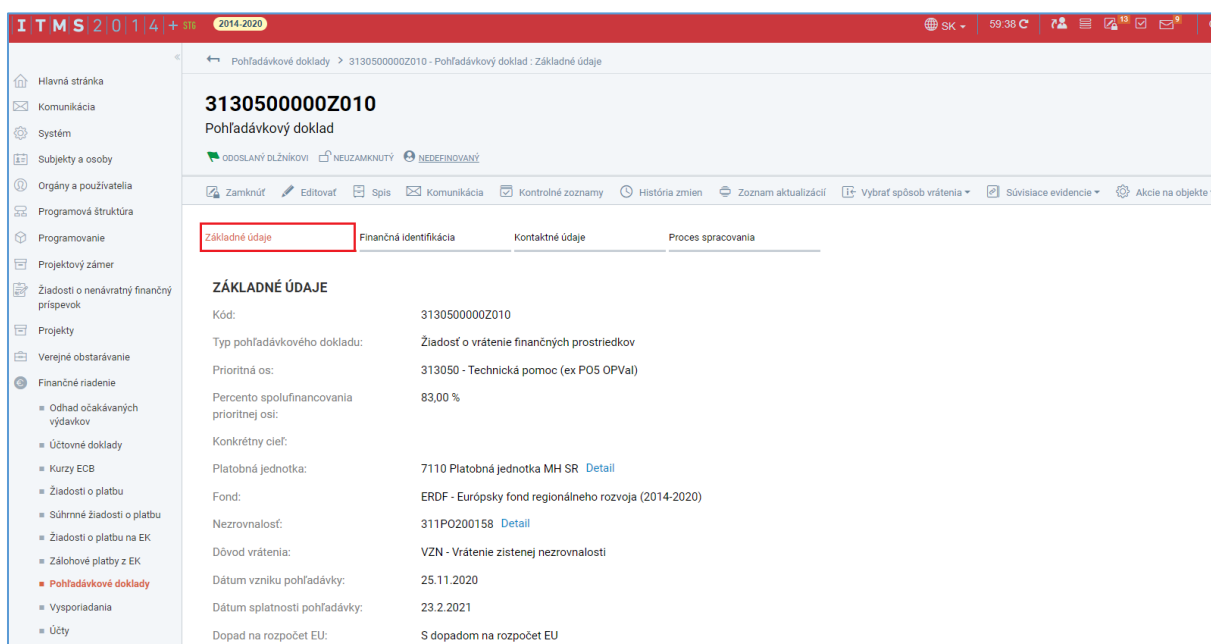 ITMS2014+ STG 2014-2020 SK 59:38 13 9
Pohľadávkové doklady > 3130500000Z010 - Pohľadávkový doklad : Základné údaje
Hlavná stránka
Komunikácia
Systém
Subjekty a osoby
Orgány a používatelia
Programová štruktúra
Programovanie
Projektový zámer
Žiadosti o nenávratný finančný
príspevok
Projekty
Verejné obstarávanie
Finančné riadenie
Odhad očakávaných
výdavkov
Účtovné doklady
Kurzy ECB
Žiadosti o platbu
Súhrnné žiadosti o platbu
Žiadosti o platbu na EK
Zálohové platby z EK
Pohľadávkové doklady
Vysporiadania
Účty
3130500000Z010
Pohľadávkový doklad
ODOSLANÝ DLŽNÍKOVI NEUZAMKNUTÝ NEDEFINOVANÝ
Zamknúť Editovať Spis Komunikácia Kontrolné zoznamy História zmien Zoznam aktualizácií Vybrať spôsob vrátenia Súvisiace evidencie Akcie na objekte
Základné údaje Finančná identifikácia Kontaktné údaje Proces spracovania
ZÁKLADNÉ ÚDAJE
Kód: 3130500000Z010
Typ pohľadávkového dokladu: Žiadosť o vrátenie finančných prostriedkov
Prioritná os: 313050 - Technická pomoc (ex PO5 OPVaI)
Percento spolufinancovania 83,00 %
prioritnej osi:
Konkrétny cieľ:
Platobná jednotka: 7110 Platobná jednotka MH SR Detail
Fond: ERDF - Európsky fond regionálneho rozvoja (2014-2020)
Nezrovnalosť: 311PO200158 Detail
Dôvod vrátenia: VZN - Vrátenie zistenej nezrovnalosti
Dátum vzniku pohľadávky: 25.11.2020
Dátum splatnosti pohľadávky: 23.2.2021
Dopad na rozpočet EU: S dopadom na rozpočet EU